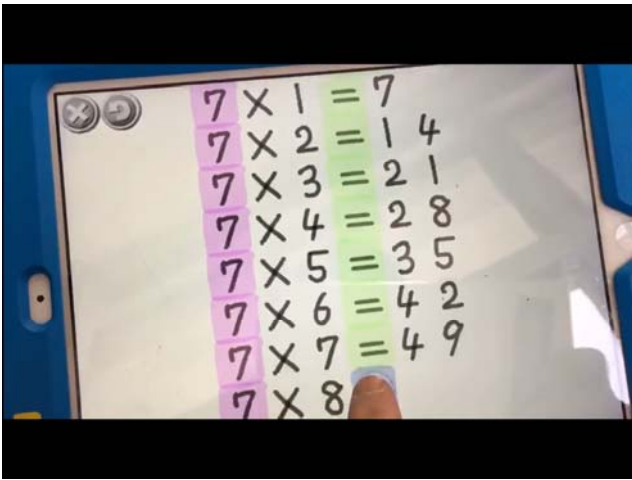 7 × 1 = 7
7 × 2 = 1 4
7 × 3 = 2 1
7 × 4 = 2 8
7 × 5 = 3 5
7 × 6 = 4 2
7 × 7 = 4 9
7 × 8